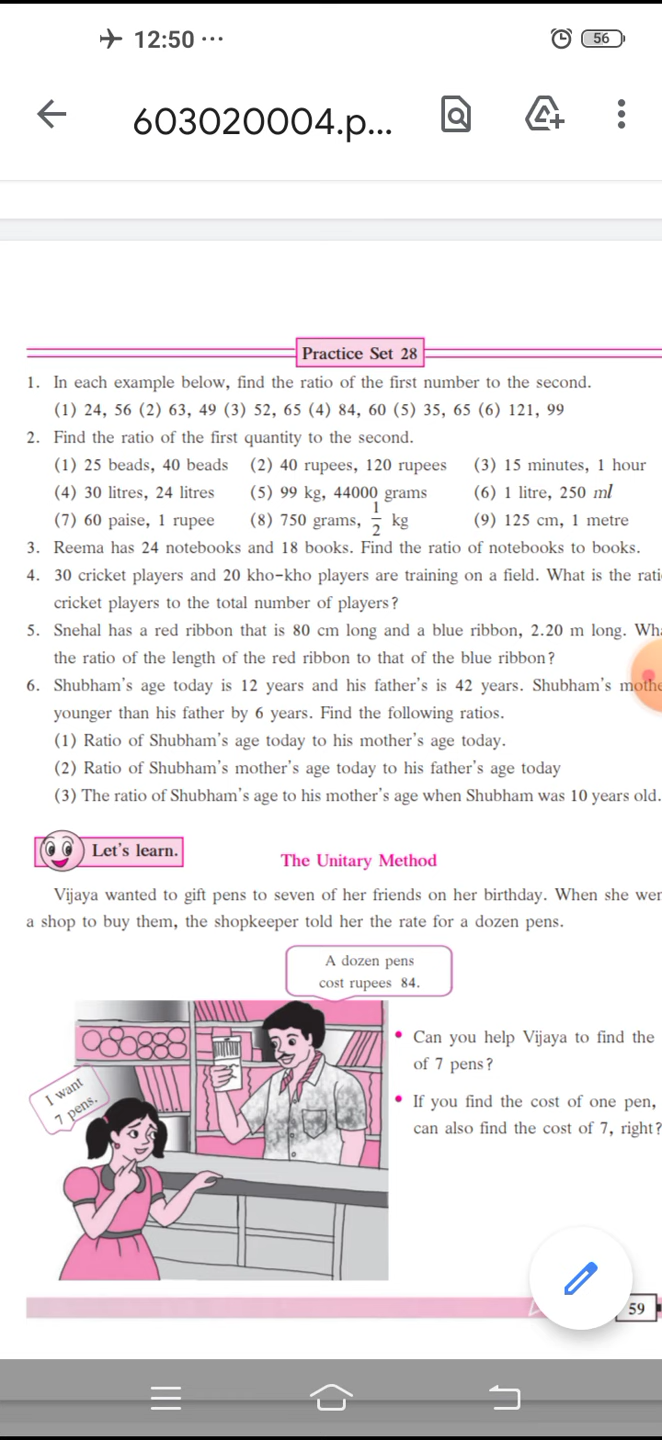 12:50 ...
56
603020004.p...
Practice Set 28
1. In each example below, find the ratio of the first number to the second.
(1) 24, 56 (2) 63, 49 (3) 52, 65 (4) 84, 60 (5) 35, 65 (6) 121, 99
2. Find the ratio of the first quantity to the second.
(1) 25 beads, 40 beads (2) 40 rupees, 120 rupees (3) 15 minutes, 1 hour
(4) 30 litres, 24 litres (5) 99 kg, 44000 grams (6) 1 litre, 250 ml
(7) 60 paise, 1 rupee (8) 750 grams, 1/2 kg (9) 125 cm, 1 metre
3. Reema has 24 notebooks and 18 books. Find the ratio of notebooks to books.
4. 30 cricket players and 20 kho-kho players are training on a field. What is the rati
cricket players to the total number of players?
5. Snehal has a red ribbon that is 80 cm long and a blue ribbon, 2.20 m long. Wha
the ratio of the length of the red ribbon to that of the blue ribbon?
6. Shubham's age today is 12 years and his father's is 42 years. Shubham's mothe
younger than his father by 6 years. Find the following ratios.
(1) Ratio of Shubham's age today to his mother's age today.
(2) Ratio of Shubham's mother's age today to his father's age today
(3) The ratio of Shubham's age to his mother's age when Shubham was 10 years old.
Let's learn.
The Unitary Method
Vijaya wanted to gift pens to seven of her friends on her birthday. When she wen
a shop to buy them, the shopkeeper told her the rate for a dozen pens.
A dozen pens
cost rupees 84.
I want
7 pens.
• Can you help Vijaya to find the
of 7 pens?
• If you find the cost of one pen,
can also find the cost of 7, right?
59